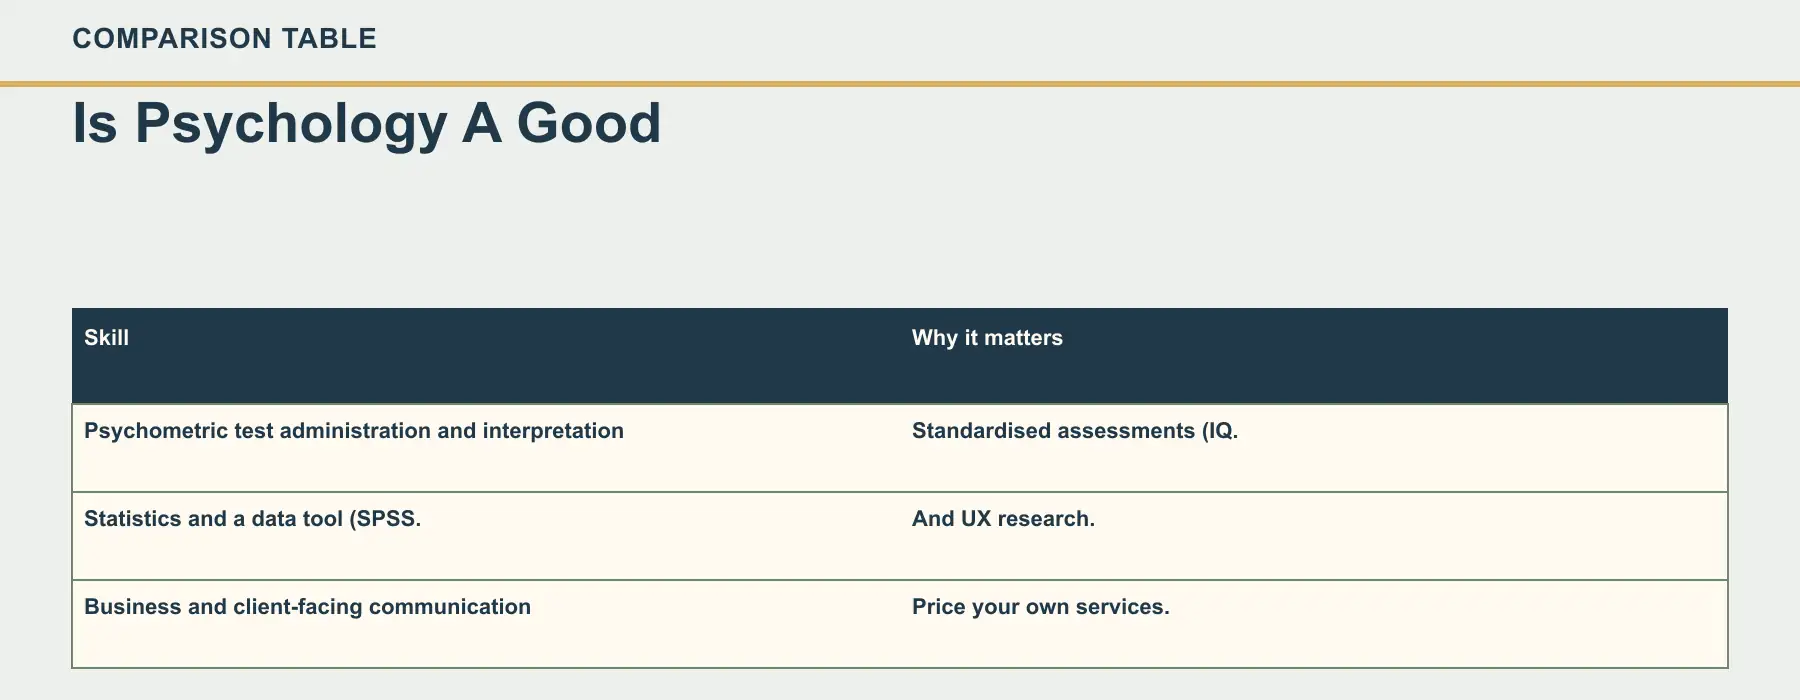 COMPARISON TABLE
Is Psychology A Good
Skill Why it matters
Psychometric test administration and interpretation Standardised assessments (IQ.
Statistics and a data tool (SPSS. And UX research.
Business and client-facing communication Price your own services.